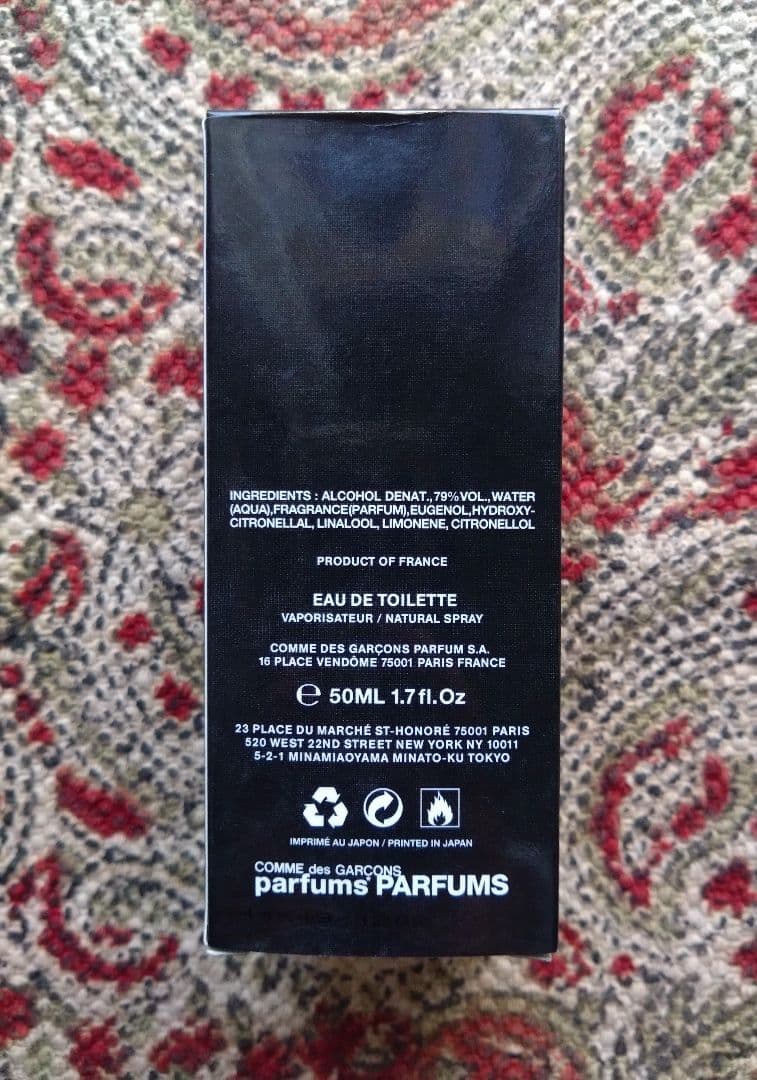 INGREDIENTS : ALCOHOL DENAT.,79%VOL.,WATER
(AQUA),FRAGRANCE(PARFUM),EUGENOL,HYDROXY-
CITRONELLAL, LINALOOL, LIMONENE, CITRONELLOL
PRODUCT OF FRANCE
EAU DE TOILETTE
VAPORISATEUR / NATURAL SPRAY
COMME DES GARÇONS PARFUM S.A.
16 PLACE VENDÔME 75001 PARIS FRANCE
℮ 50ML 1.7fl.Oz
23 PLACE DU MARCHÉ ST-HONORÉ 75001 PARIS
520 WEST 22ND STREET NEW YORK NY 10011
5-2-1 MINAMIAOYAMA MINATO-KU TOKYO
IMPRIMÉ AU JAPON / PRINTED IN JAPAN
COMME des GARÇONS
parfums PARFUMS